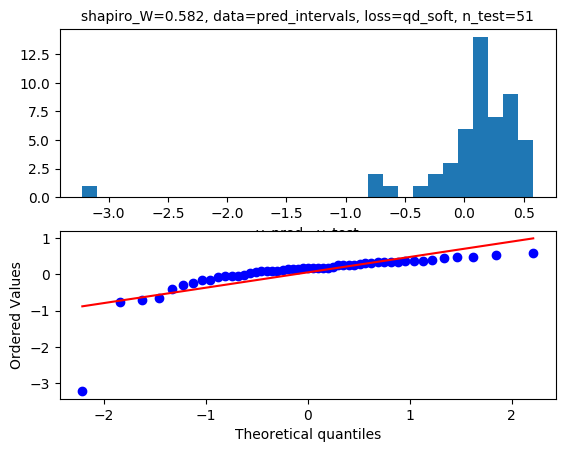 shapiro_W=0.582, data=pred_intervals, loss=qd_soft, n_test=51
12.5
10.0
7.5
5.0
2.5
0.0
−3.0 −2.5 −2.0 −1.5 −1.0 −0.5 0.0 0.5
1
0
−1
−2
−3
Ordered Values
−2 −1 0 1 2
Theoretical quantiles